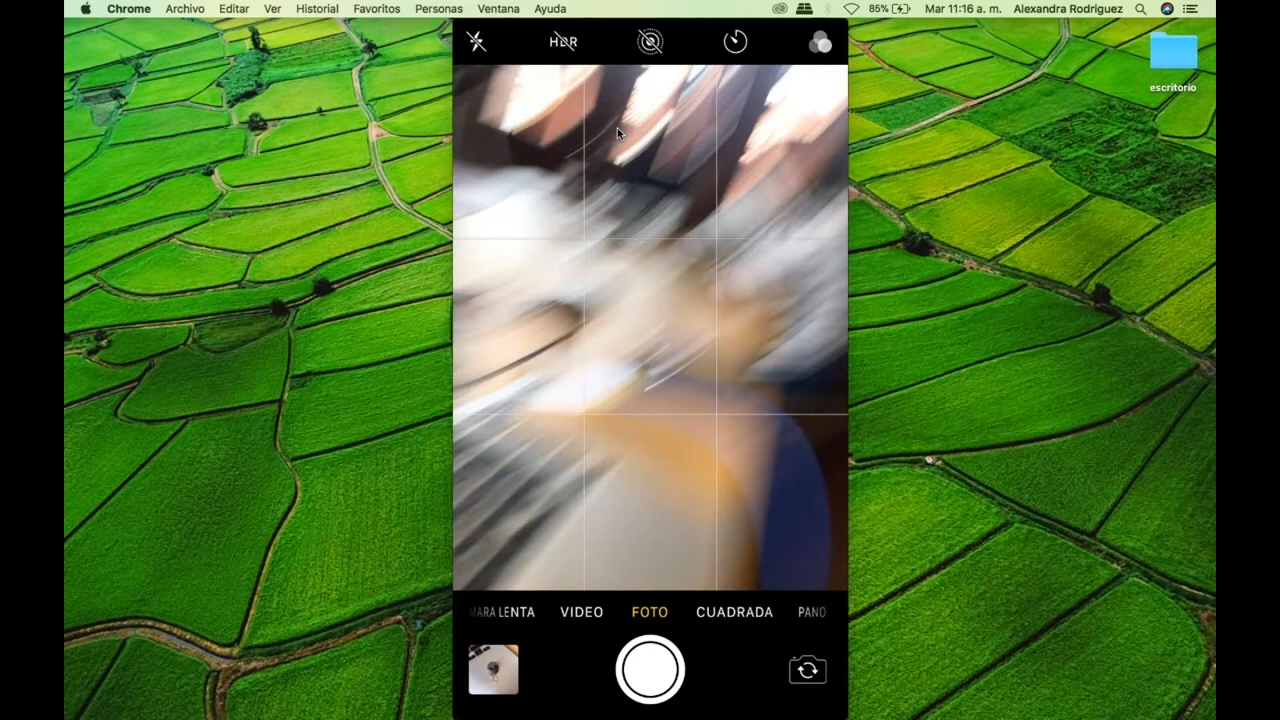 Chrome Archivo Editar Ver Historial Favoritos Personas Ventana Ayuda 85% Mar 11:16 a. m. Alexandra Rodriguez
HDR
escritorio
MARA LENTA VIDEO FOTO CUADRADA PANO